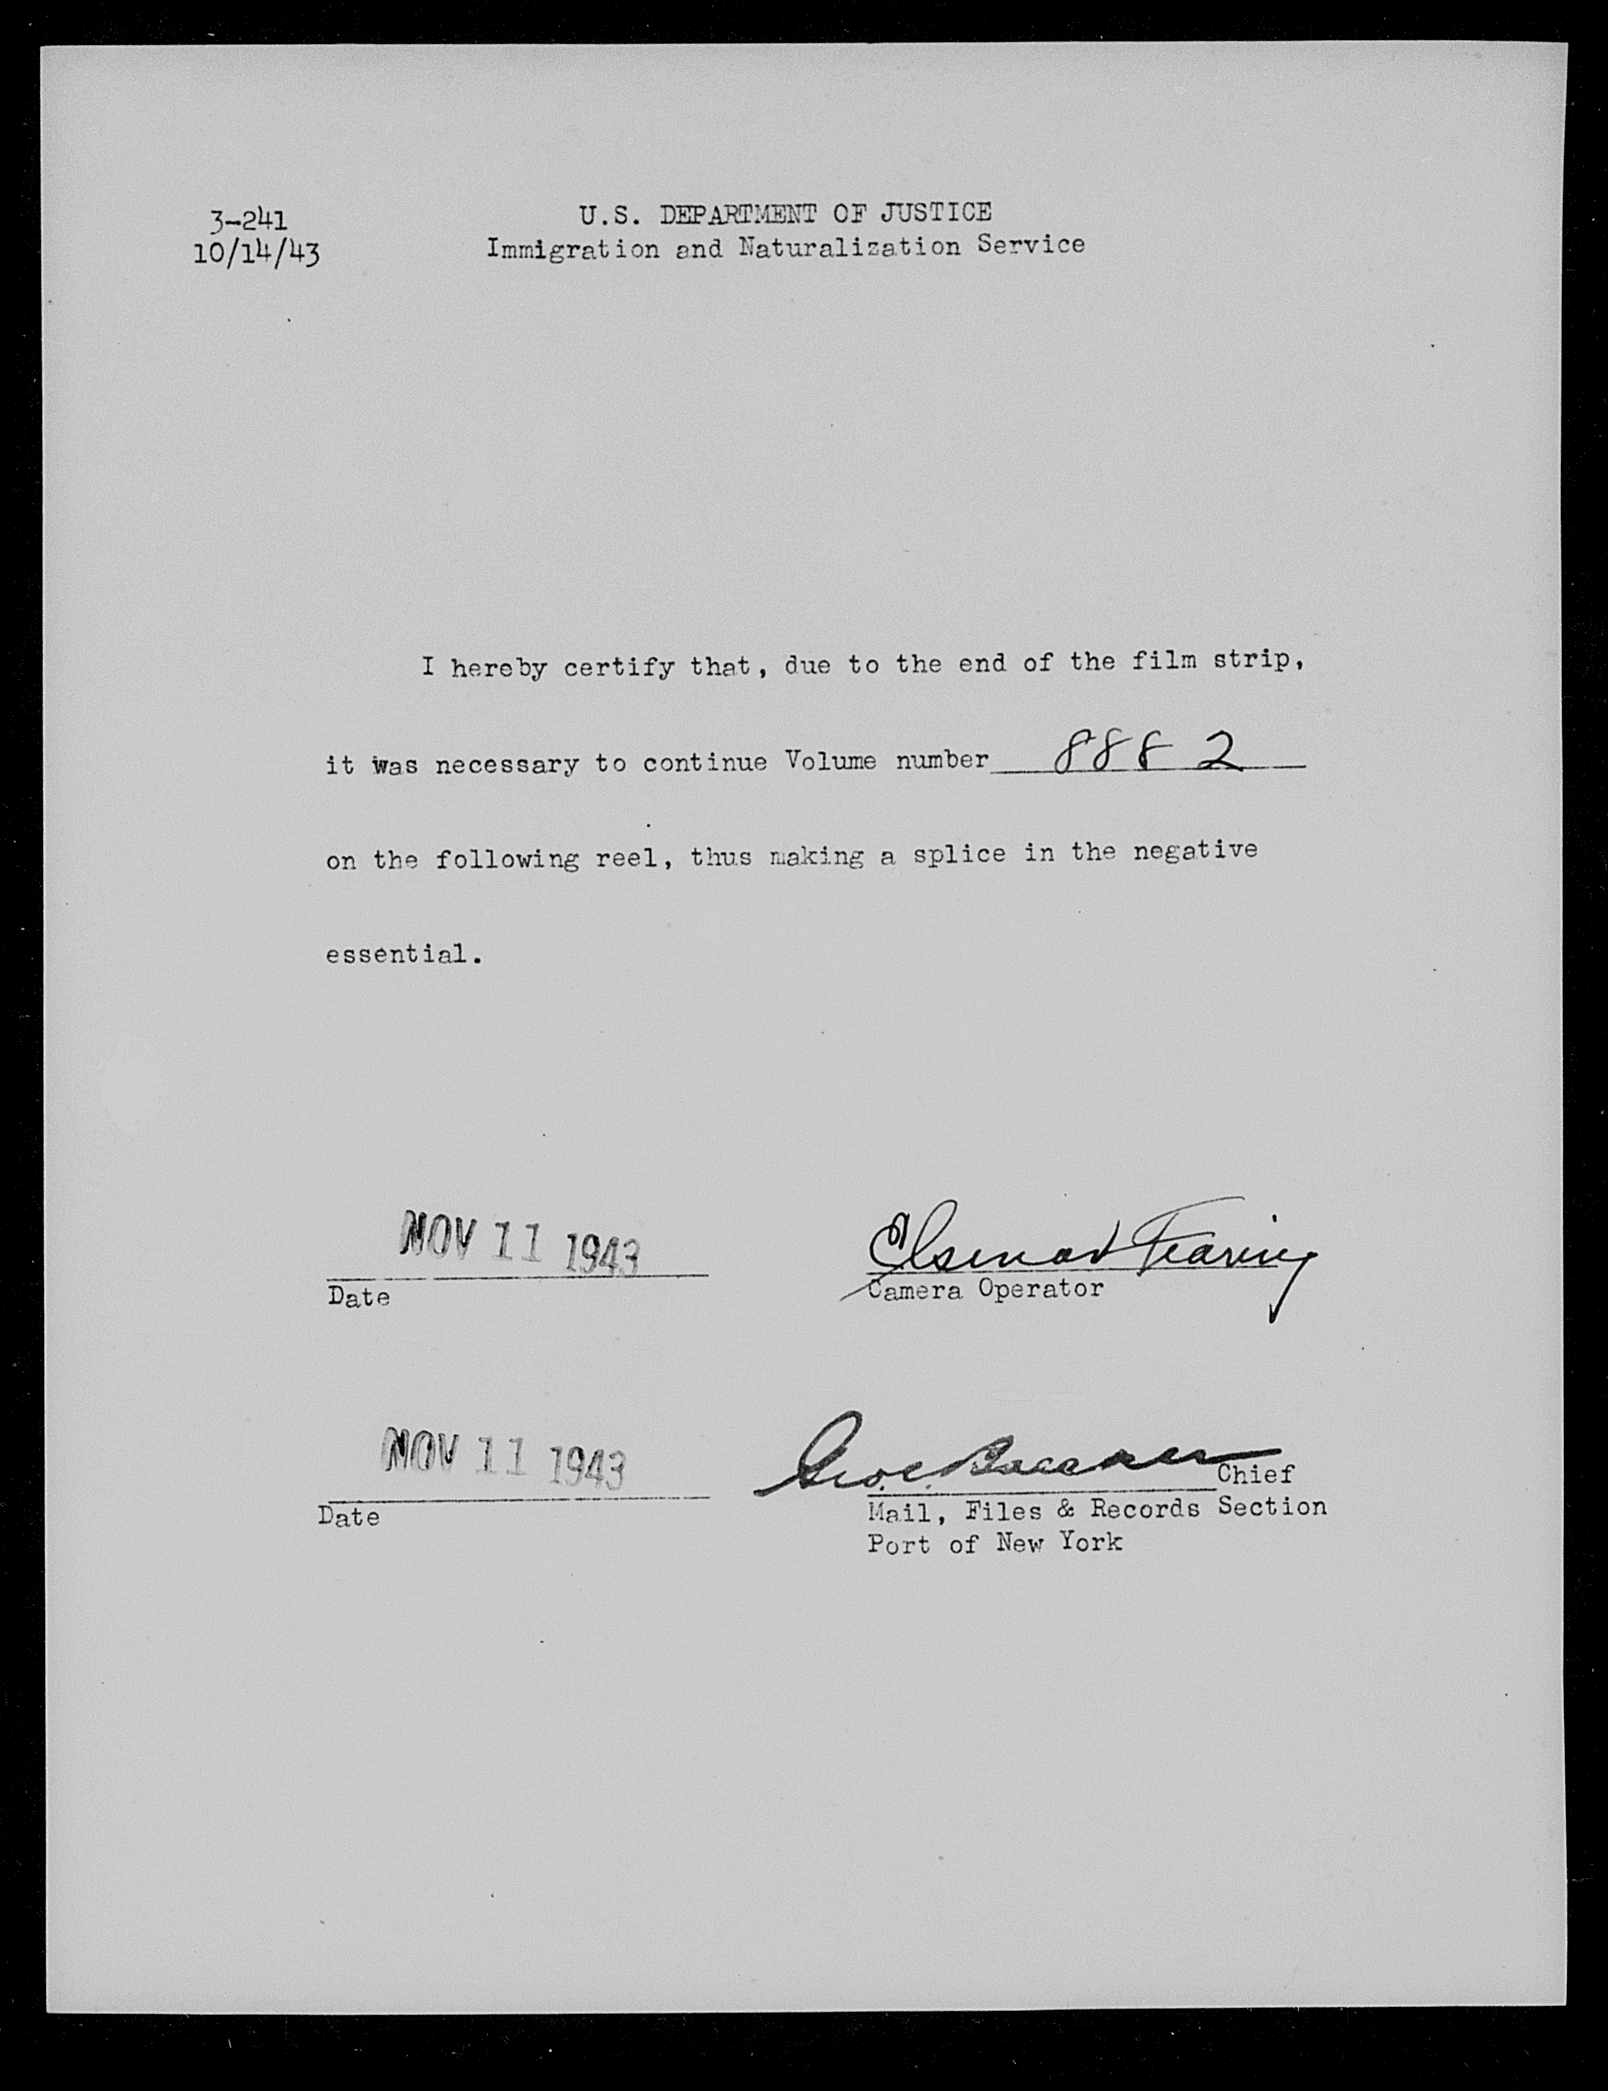 3-241
10/14/43
U.S. DEPARTMENT OF JUSTICE
Immigration and Naturalization Service
I hereby certify that, due to the end of the film strip,
it was necessary to continue Volume number 8882
on the following reel, thus making a splice in the negative
essential.
NOV 11 1943
Date
Fearing
Camera Operator
NOV 11 1943
Date
Geo. C. Chief
Mail, Files & Records Section
Port of New York